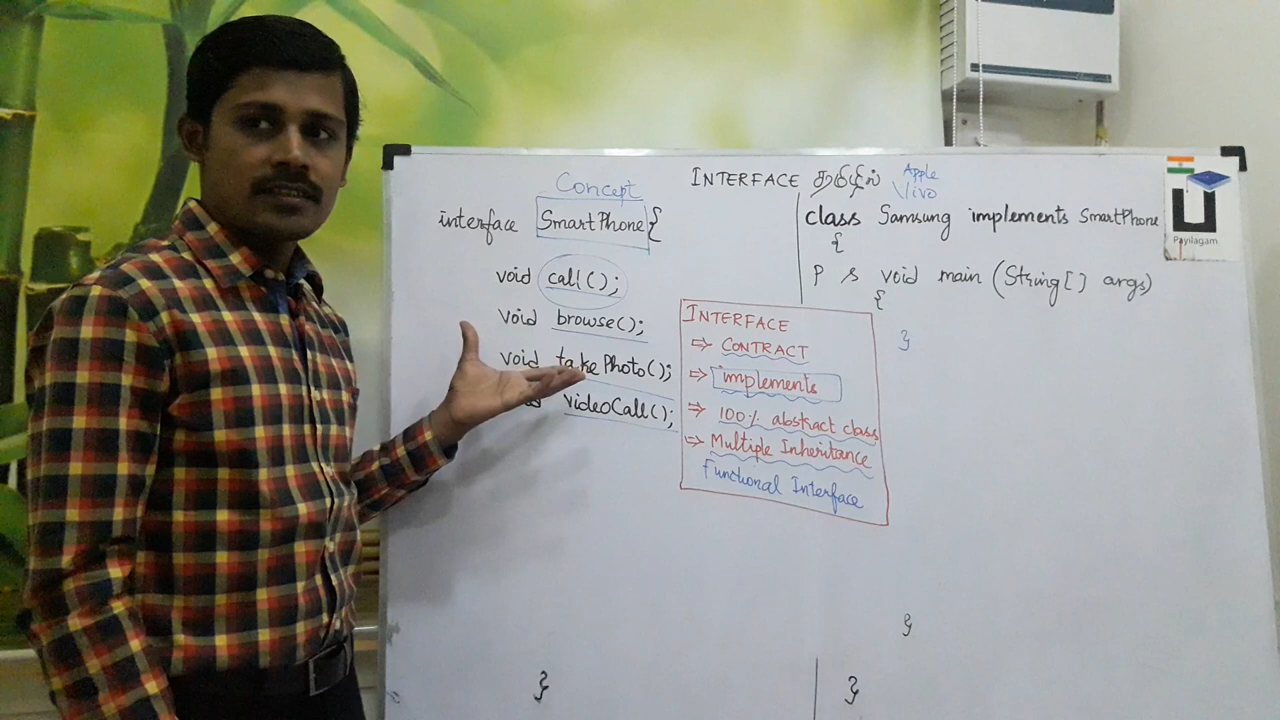 INTERFACE தமிழில்
Concept
interface SmartPhone {
void call();
void browse();
void takePhoto();
videoCall();
}
Apple
Vivo
class Samsung implements SmartPhone
{
P S void main (String[] args)
{
}
}
}
INTERFACE
⇒ CONTRACT
⇒ implements
⇒ 100% abstract class
⇒ Multiple Inheritance
Functional Interface
Payilagam